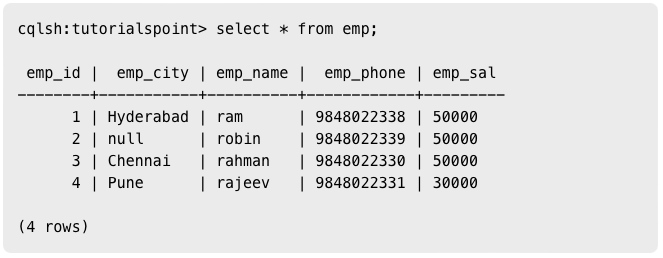 cqlsh:tutorialspoint> select * from emp;

 emp_id |  emp_city | emp_name |  emp_phone | emp_sal
--------+-----------+----------+------------+---------
      1 | Hyderabad | ram      | 9848022338 | 50000
      2 | null      | robin    | 9848022339 | 50000
      3 | Chennai   | rahman   | 9848022330 | 50000
      4 | Pune      | rajeev   | 9848022331 | 30000

(4 rows)